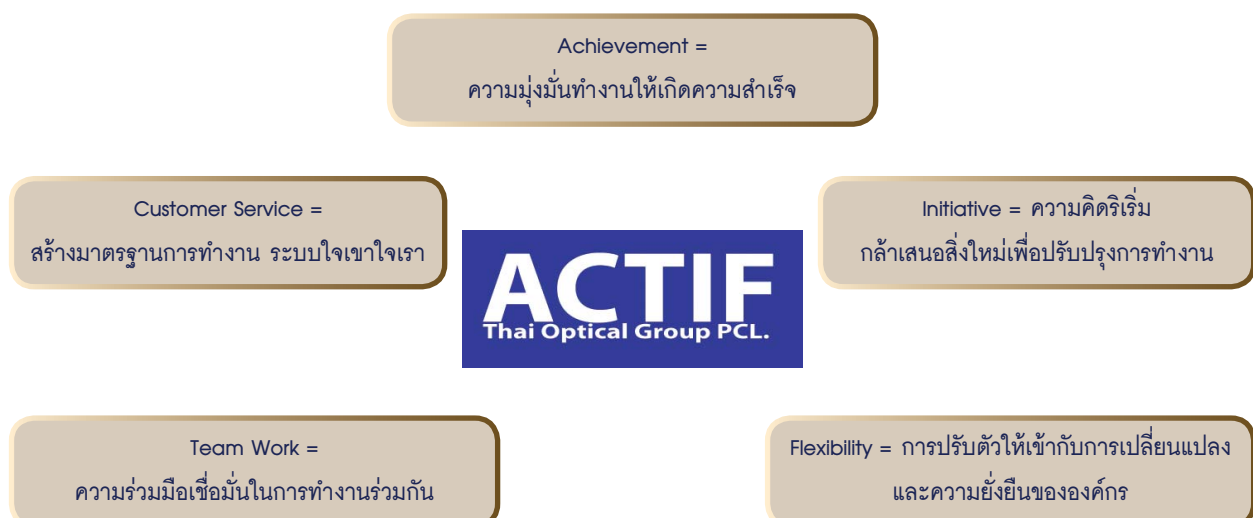 Achievement =
ความมุ่งมั่นทำงานให้เกิดความสำเร็จ
Customer Service =
สร้างมาตรฐานการทำงาน ระบบใจเขาใจเรา
Initiative = ความคิดริเริ่ม
กล้าเสนอสิ่งใหม่เพื่อปรับปรุงการทำงาน
ACTIF
Thai Optical Group PCL.
Team Work =
ความร่วมมือเชื่อมั่นในการทำงานร่วมกัน
Flexibility = การปรับตัวให้เข้ากับการเปลี่ยนแปลง
และความยั่งยืนขององค์กร